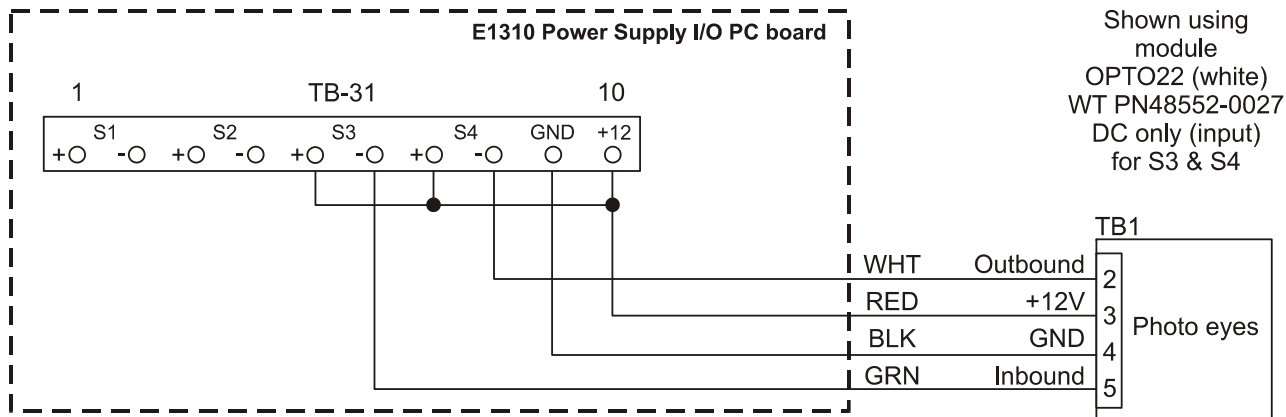 E1310 Power Supply I/O PC board
Shown using
module
OPTO22 (white)
WT PN48552-0027
DC only (input)
for S3 & S4
1 TB-31 10
S1 S2 S3 S4 GND +12
+ - + - + - + -
TB1
WHT Outbound 2
RED +12V 3
BLK GND 4
GRN Inbound 5
Photo eyes